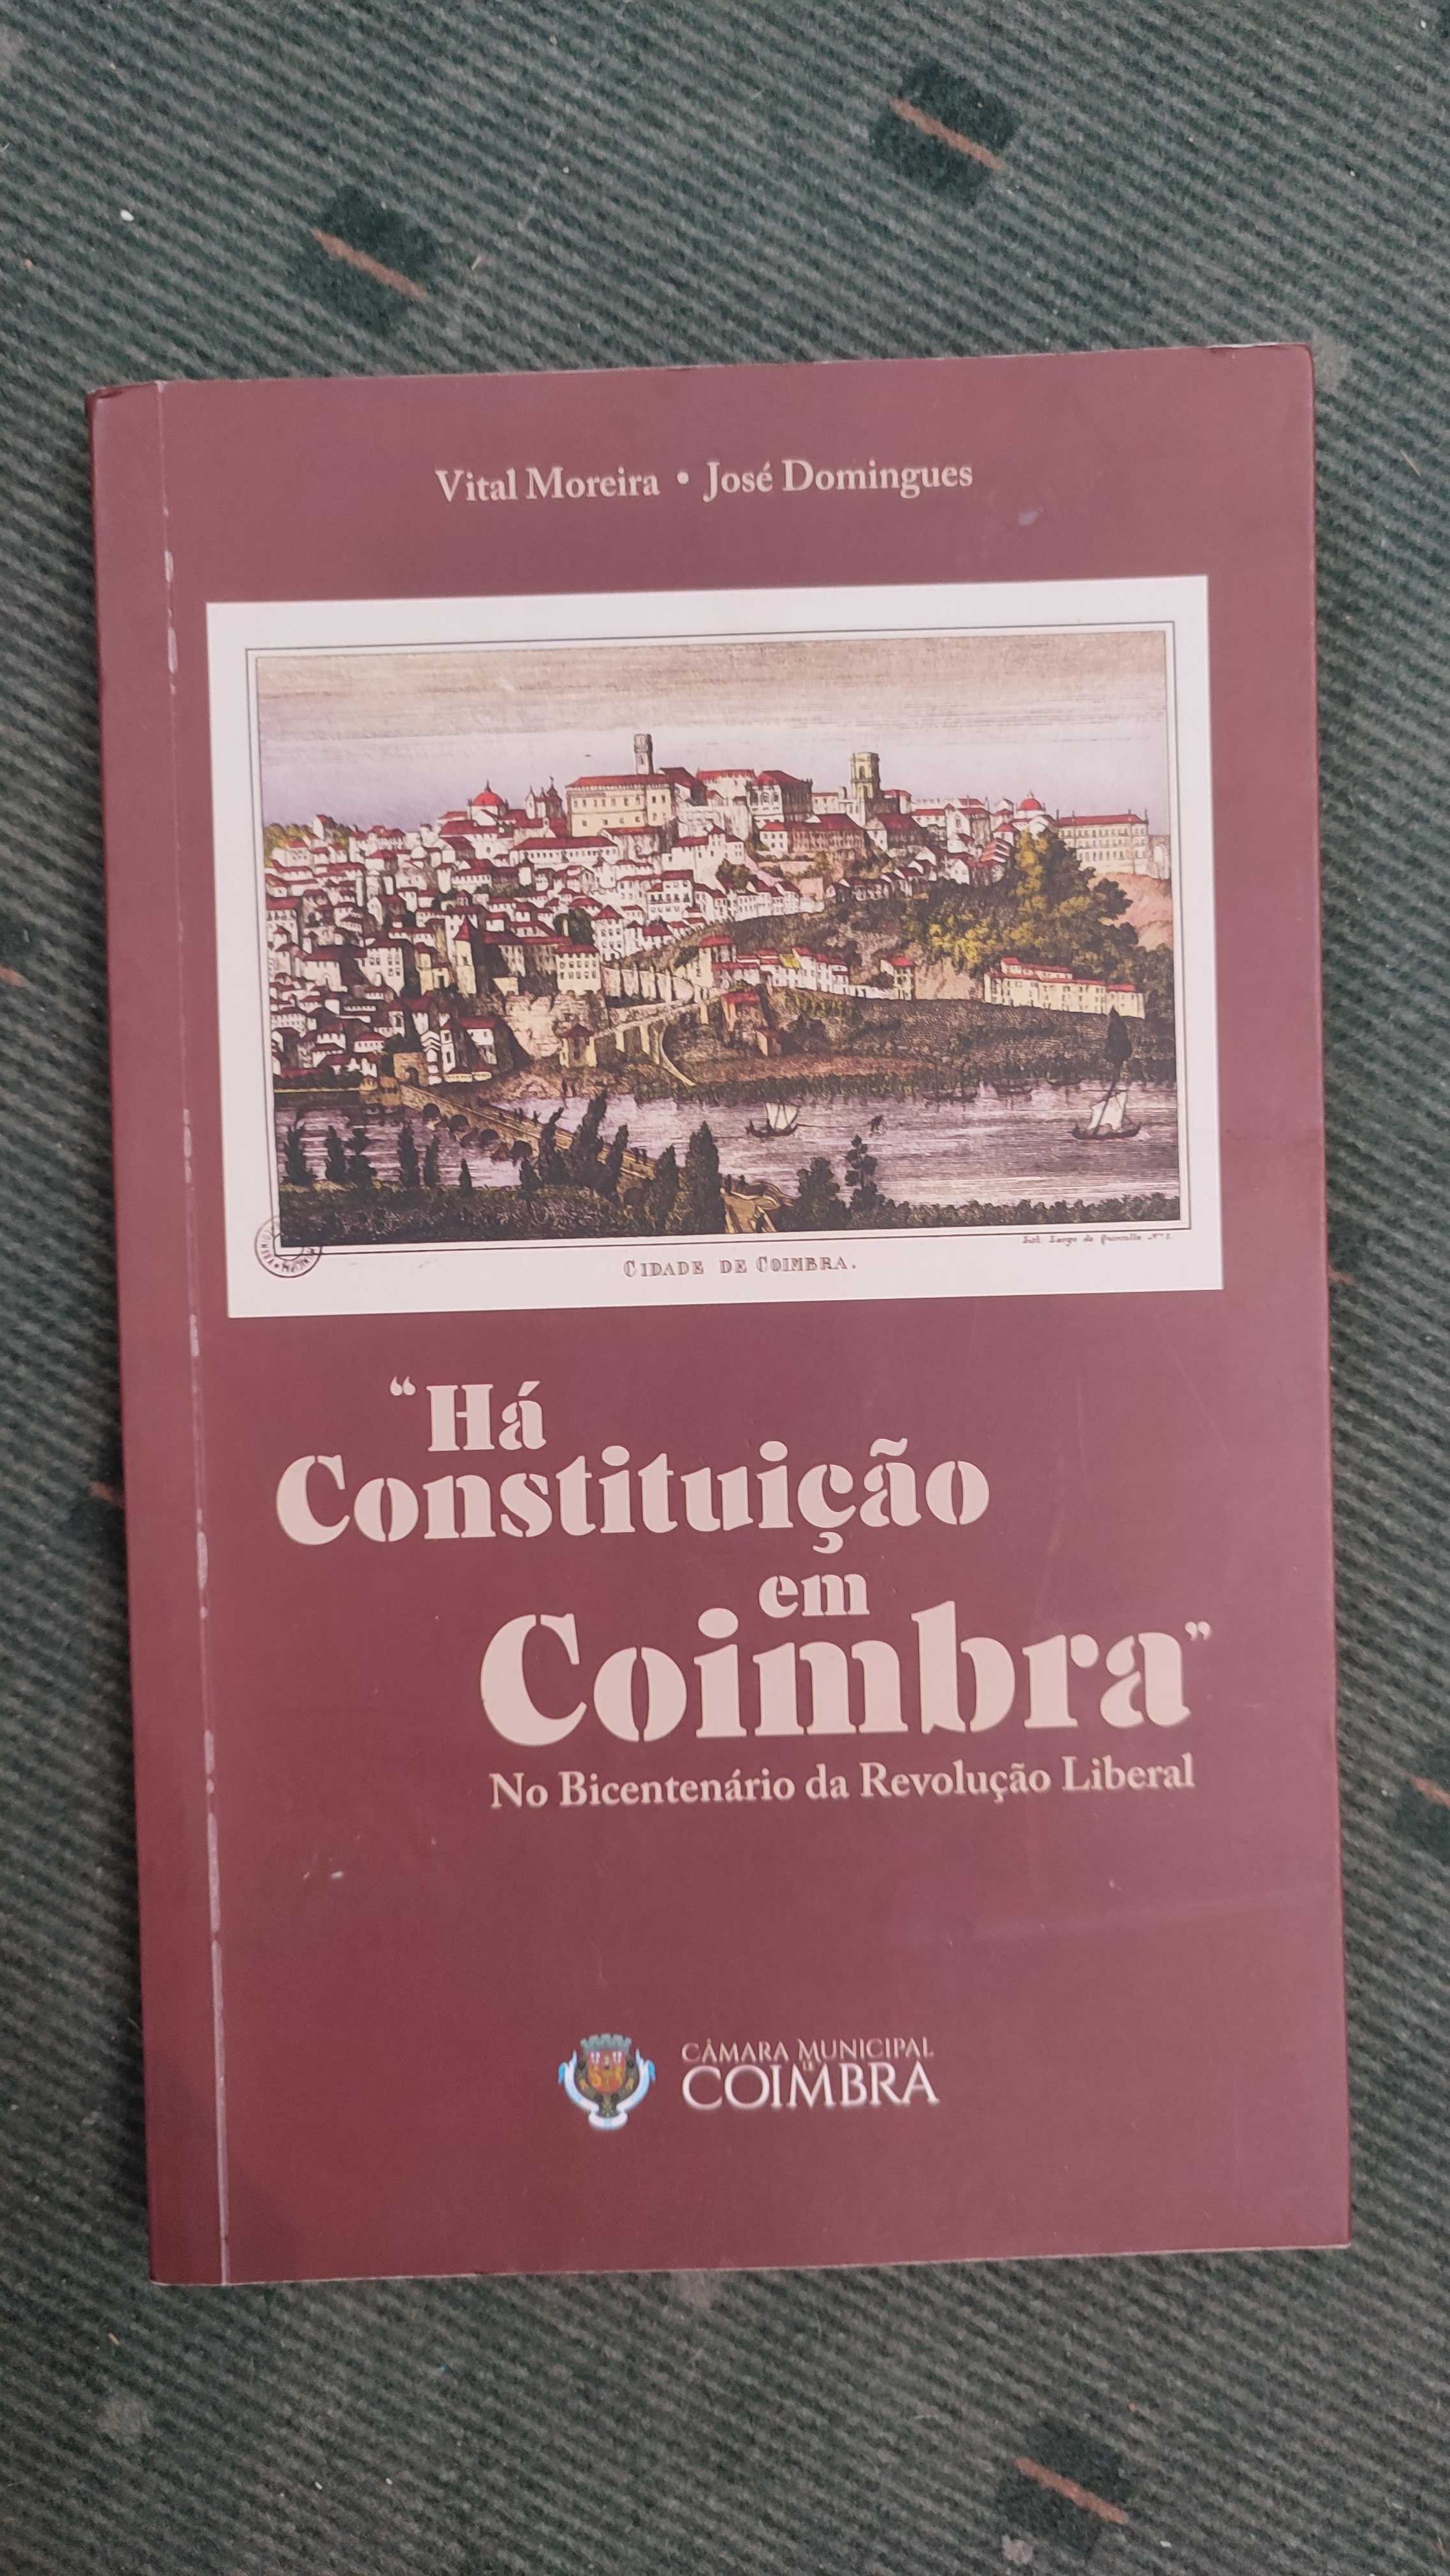 Vital Moreira • José Domingues
CIDADE DE COIMBRA.
“Há
Constituição
em
Coimbra”
No Bicentenário da Revolução Liberal
CÂMARA MUNICIPAL
DE
COIMBRA